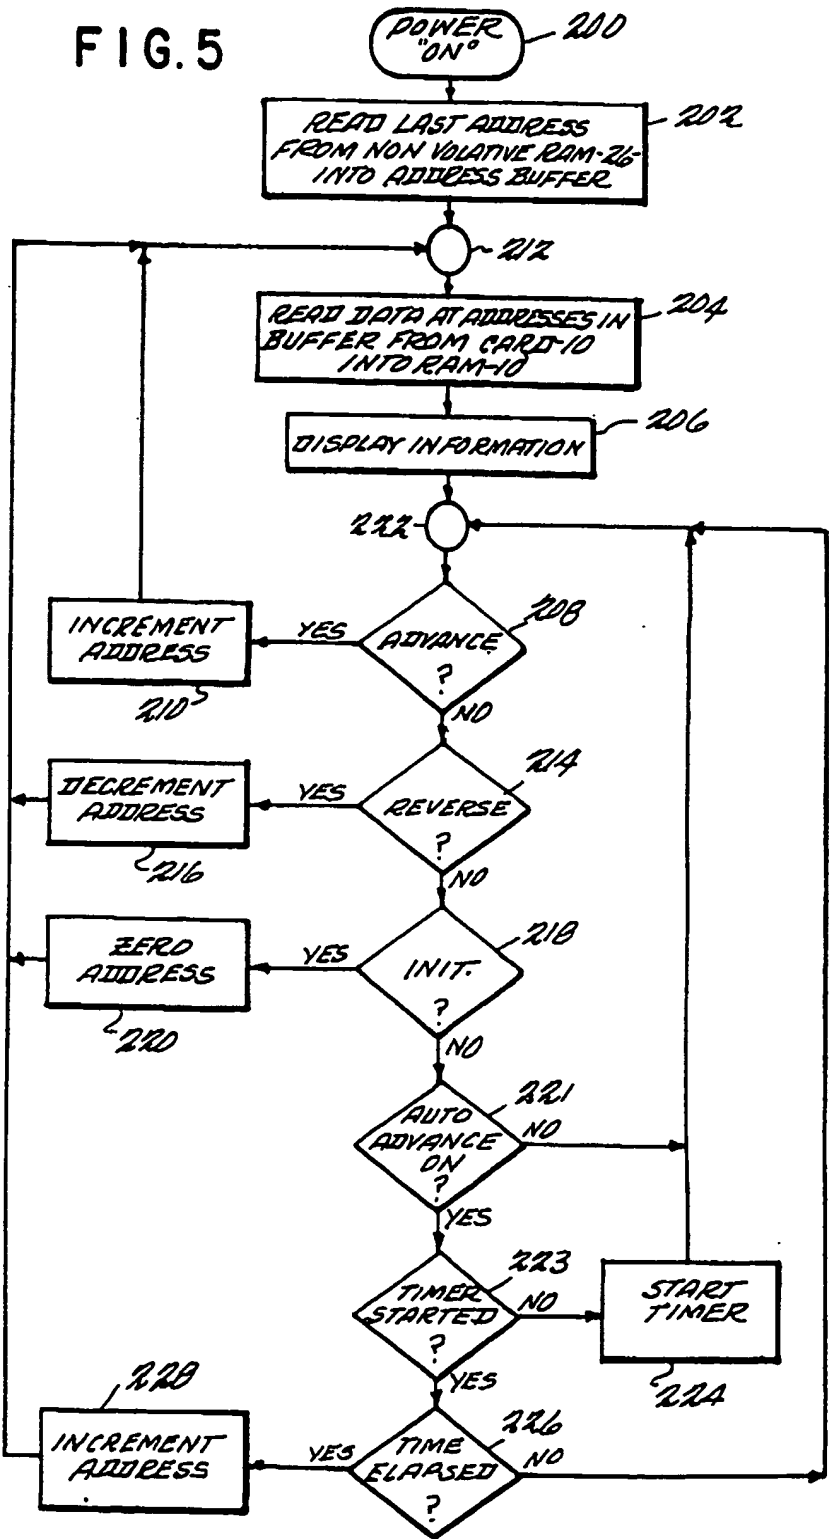 FIG.5
POWER
"ON"
200
READ LAST ADDRESS
FROM NON VOLATIVE RAM-26-
INTO ADDRESS BUFFER
202
212
READ DATA AT ADDRESSES IN
BUFFER FROM CARD-10
INTO RAM-10
204
DISPLAY INFORMATION
206
222
ADVANCE
?
208
YES
INCREMENT
ADDRESS
210
NO
REVERSE
?
214
YES
DECREMENT
ADDRESS
216
NO
INIT.
?
218
YES
ZERO
ADDRESS
220
NO
AUTO
ADVANCE
ON
?
221
NO
YES
TIMER
STARTED
?
223
NO
START
TIMER
224
YES
TIME
ELAPSED
?
226
NO
YES
INCREMENT
ADDRESS
228